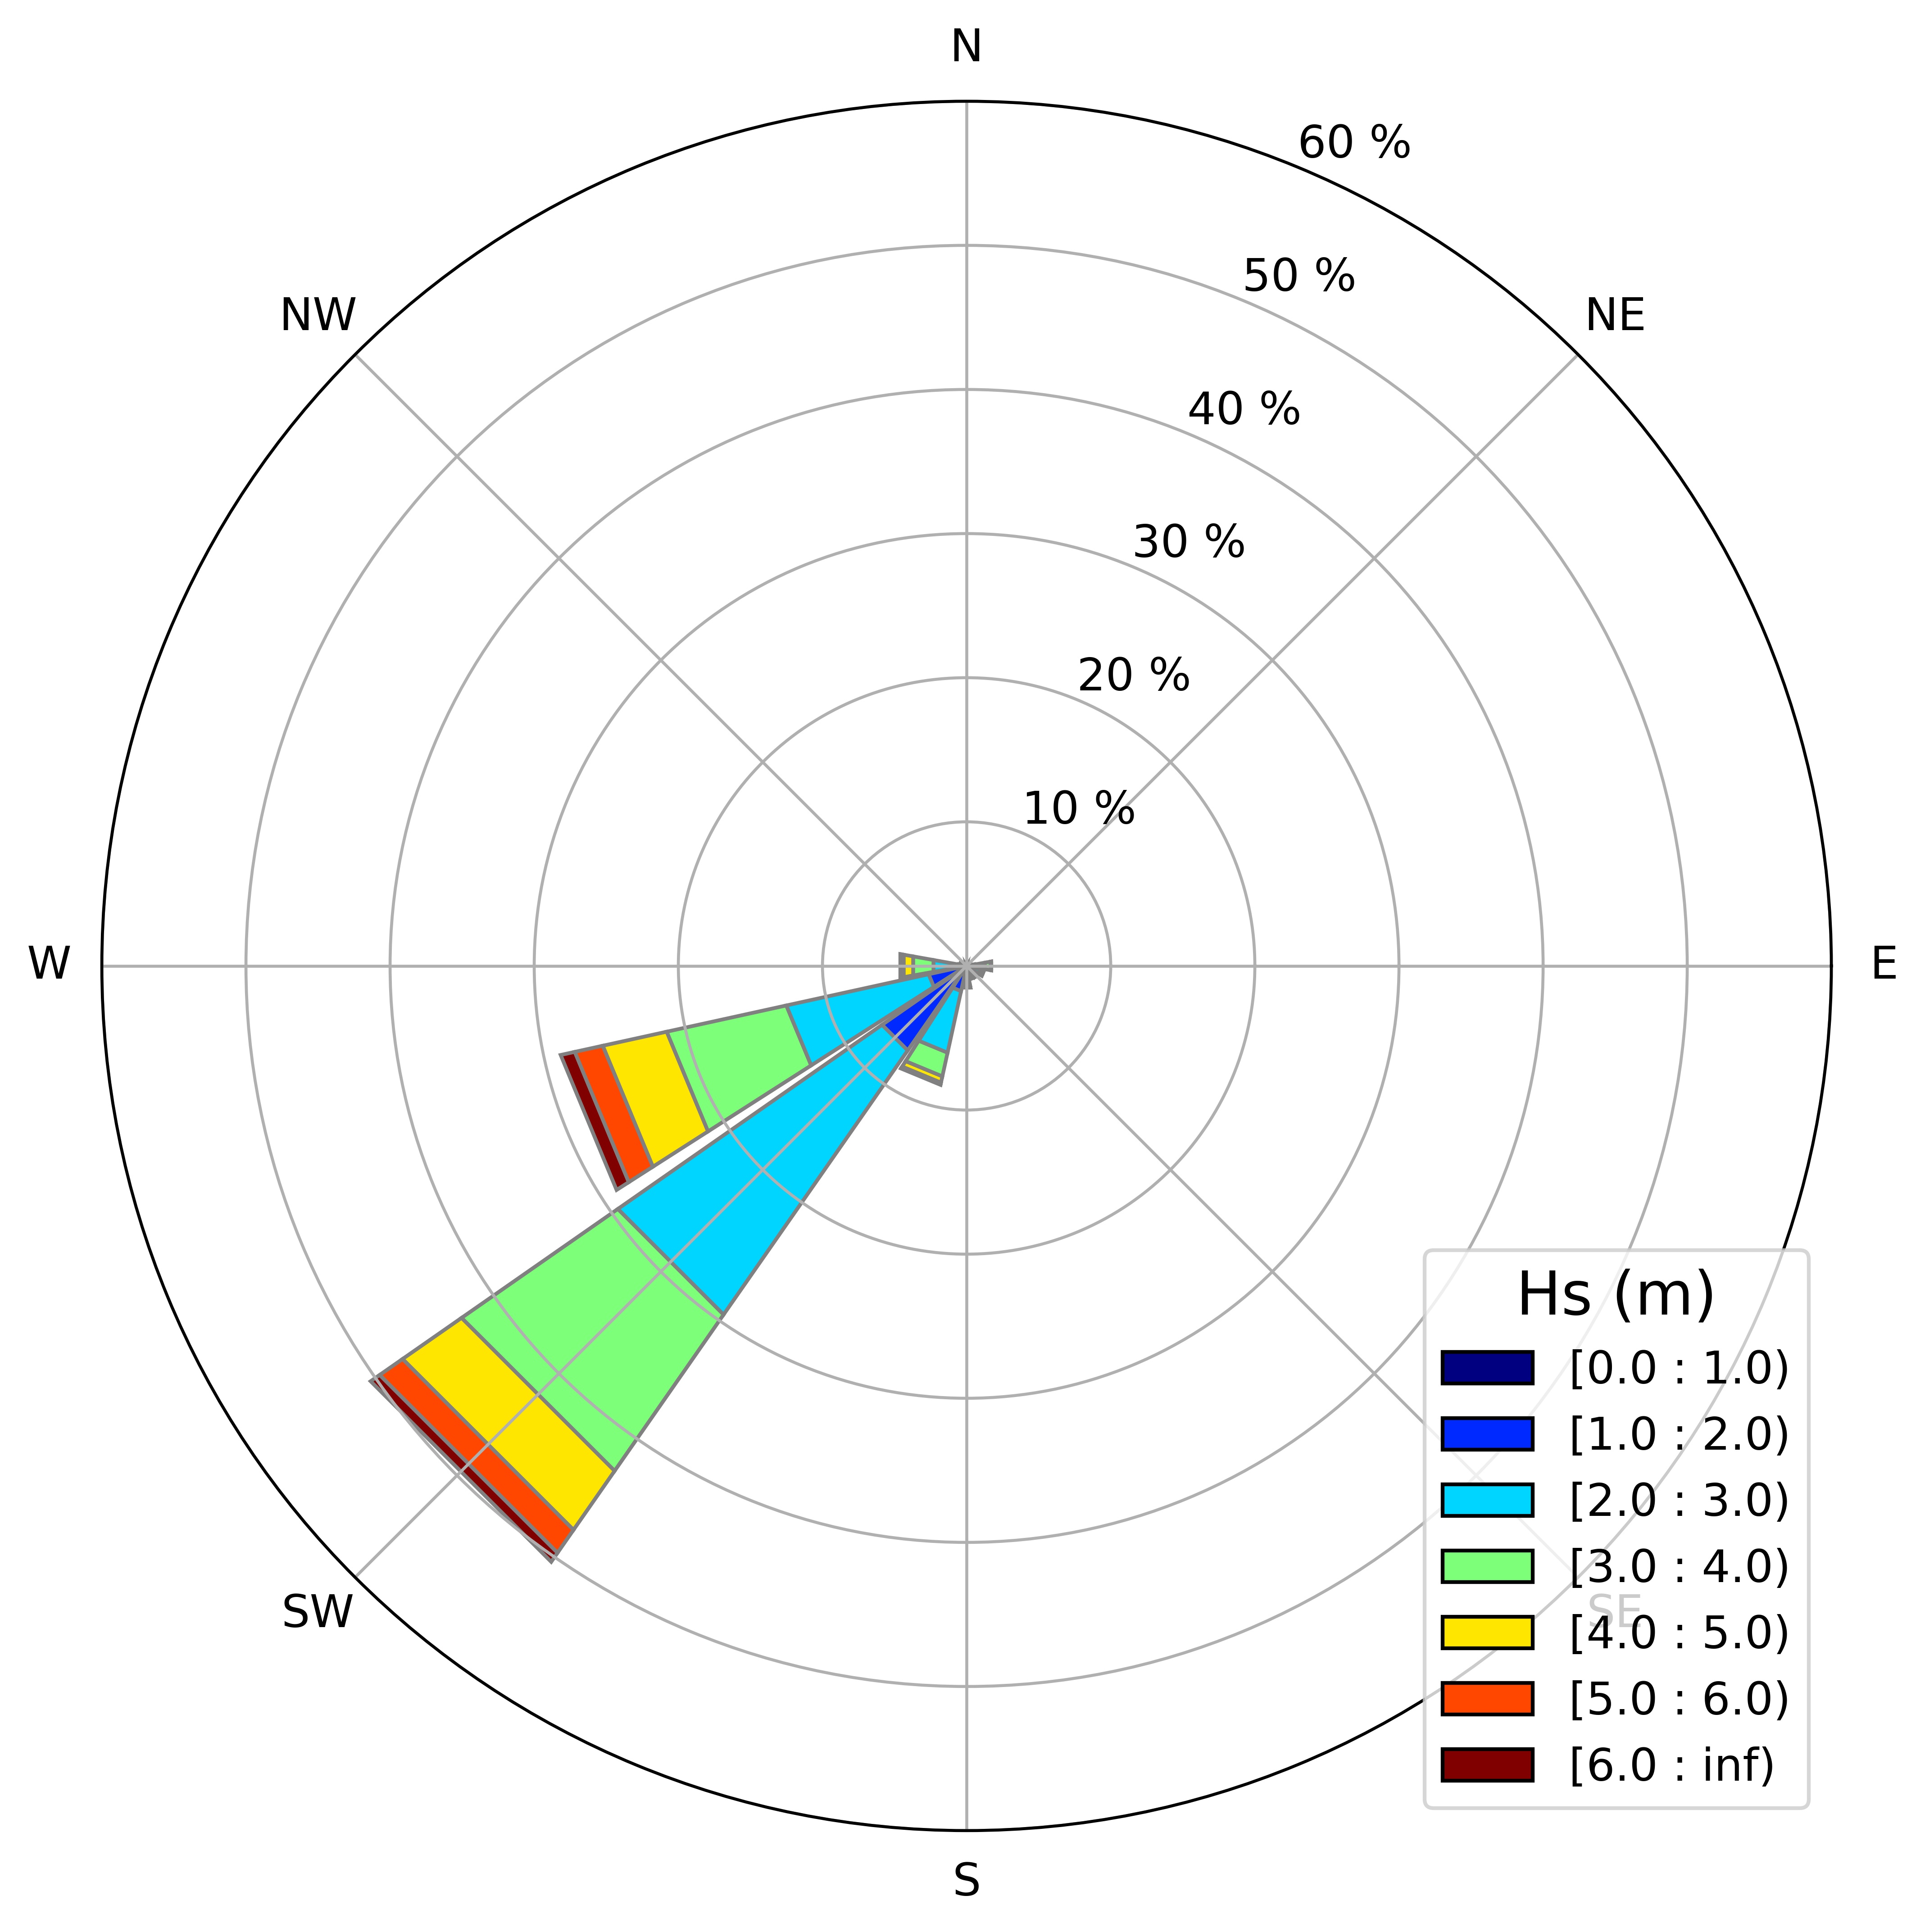 N
60 %
50 %
NW
NE
40 %
30 %
20 %
10 %
W
E
Hs (m)
[0.0 : 1.0)
[1.0 : 2.0)
[2.0 : 3.0)
[3.0 : 4.0)
SW
SE
[4.0 : 5.0)
[5.0 : 6.0)
[6.0 : inf)
S